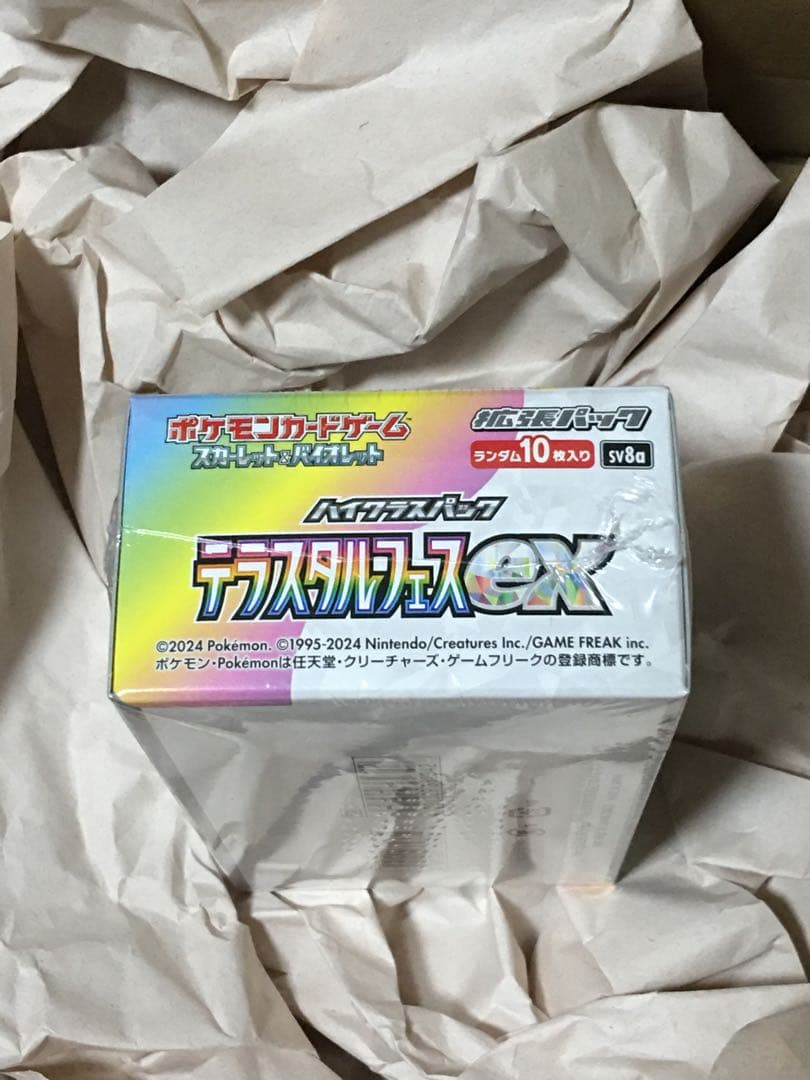 ポケモンカードゲーム
スカーレット&バイオレット
拡張パック
ランダム10枚入り
SV8a
ハイクラスパック
テラスタルフェスex
©2024 Pokémon. ©1995-2024 Nintendo/Creatures Inc./GAME FREAK inc.
ポケモン・Pokémonは任天堂・クリーチャーズ・ゲームフリークの登録商標です。